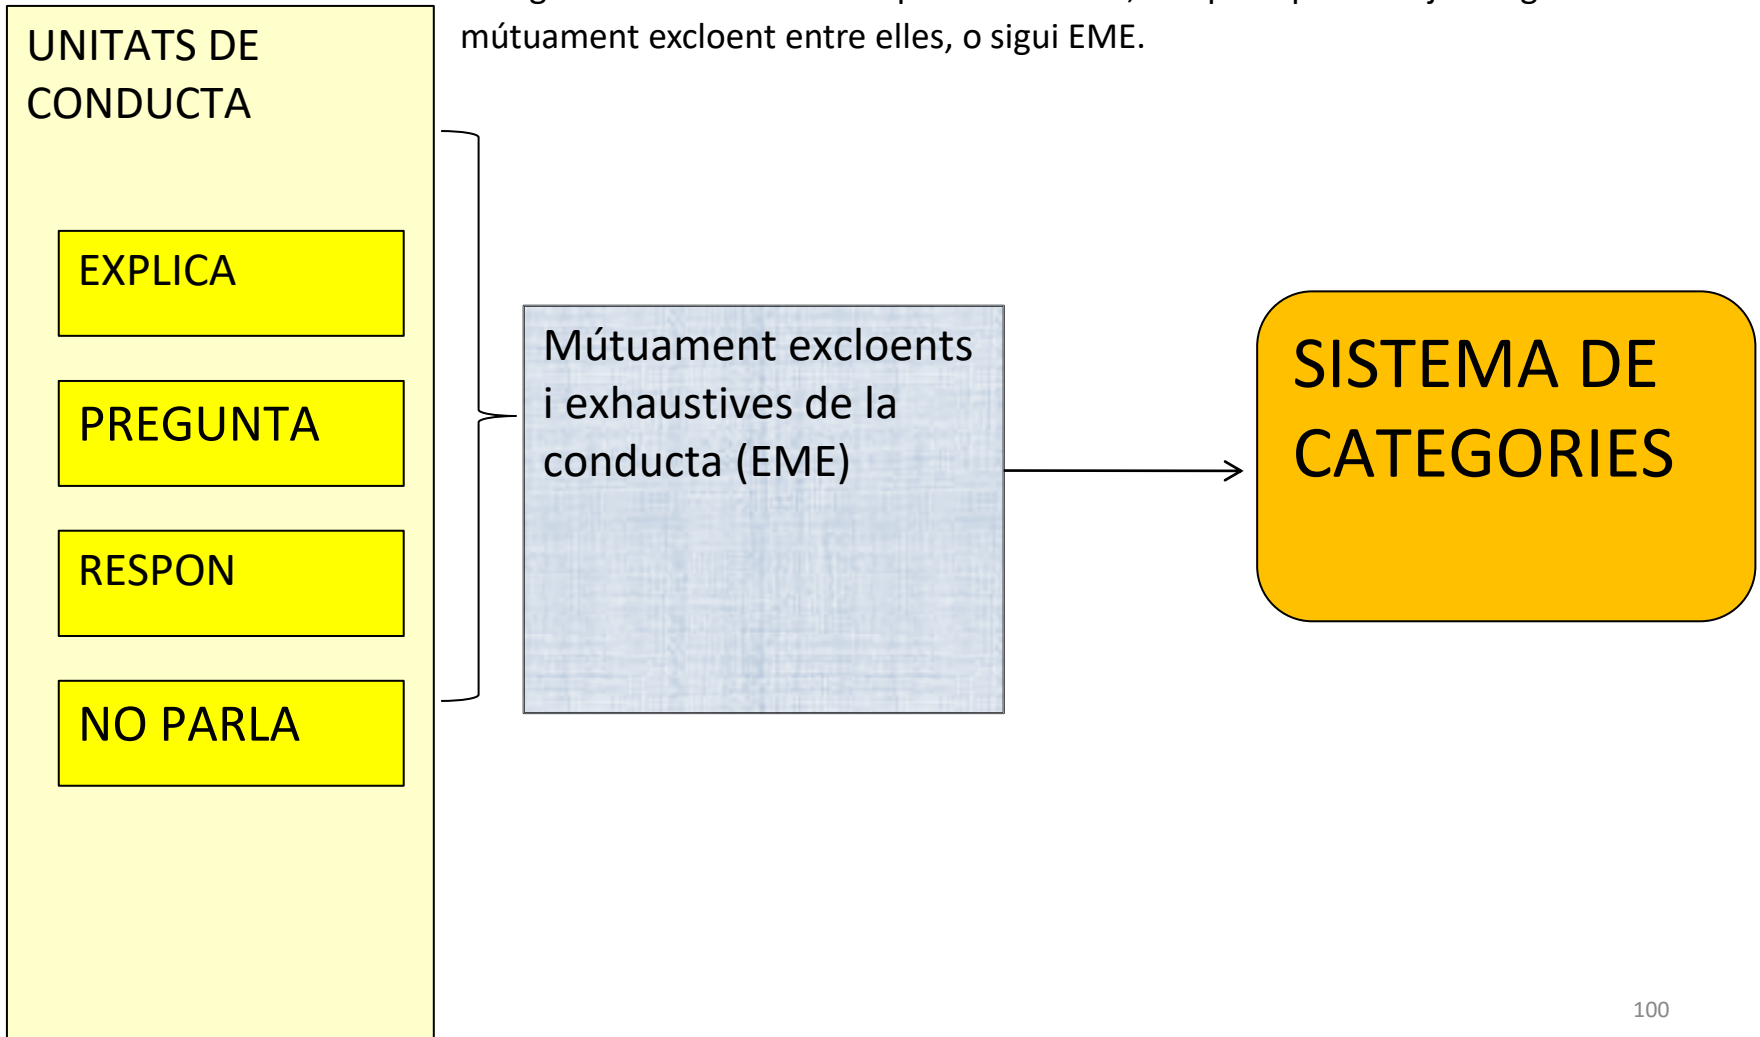 mútuament excloent entre elles, o sigui EME.
UNITATS DE
CONDUCTA
EXPLICA
PREGUNTA
RESPON
NO PARLA
Mútuament excloents
i exhaustives de la
conducta (EME)
SISTEMA DE
CATEGORIES
100